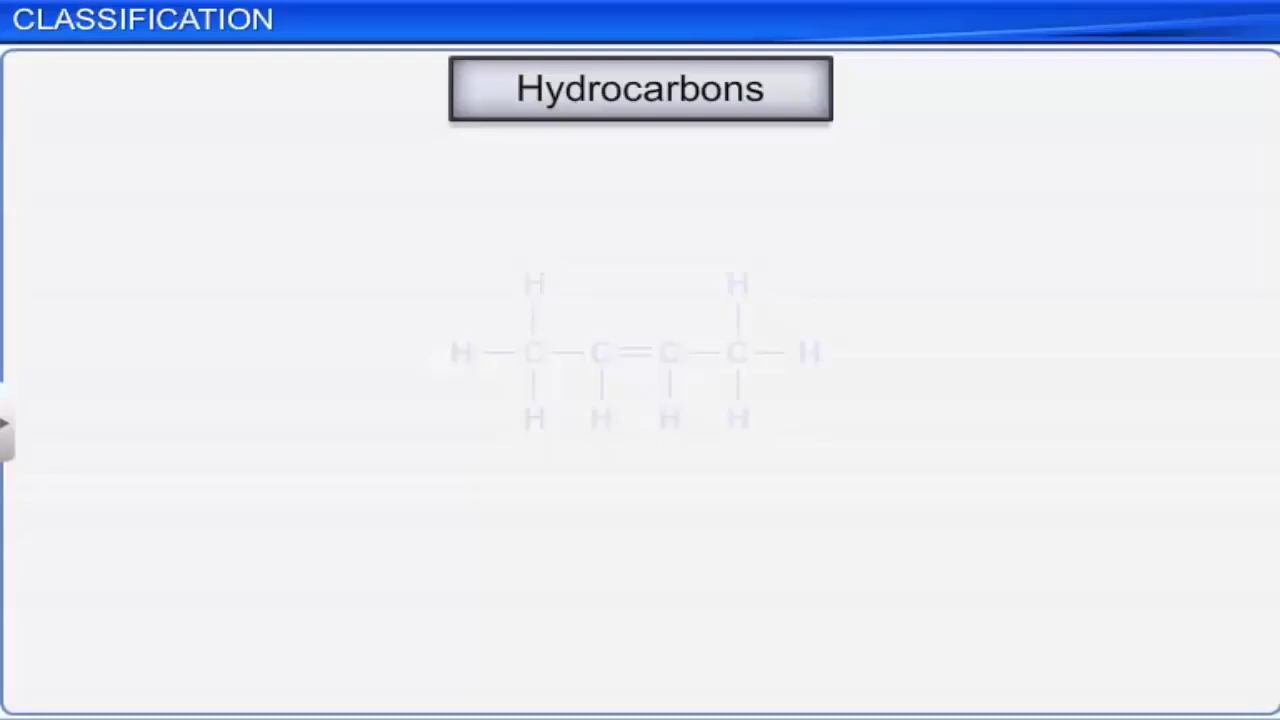 CLASSIFICATION
Hydrocarbons
H H
H C C C C H
H H H H